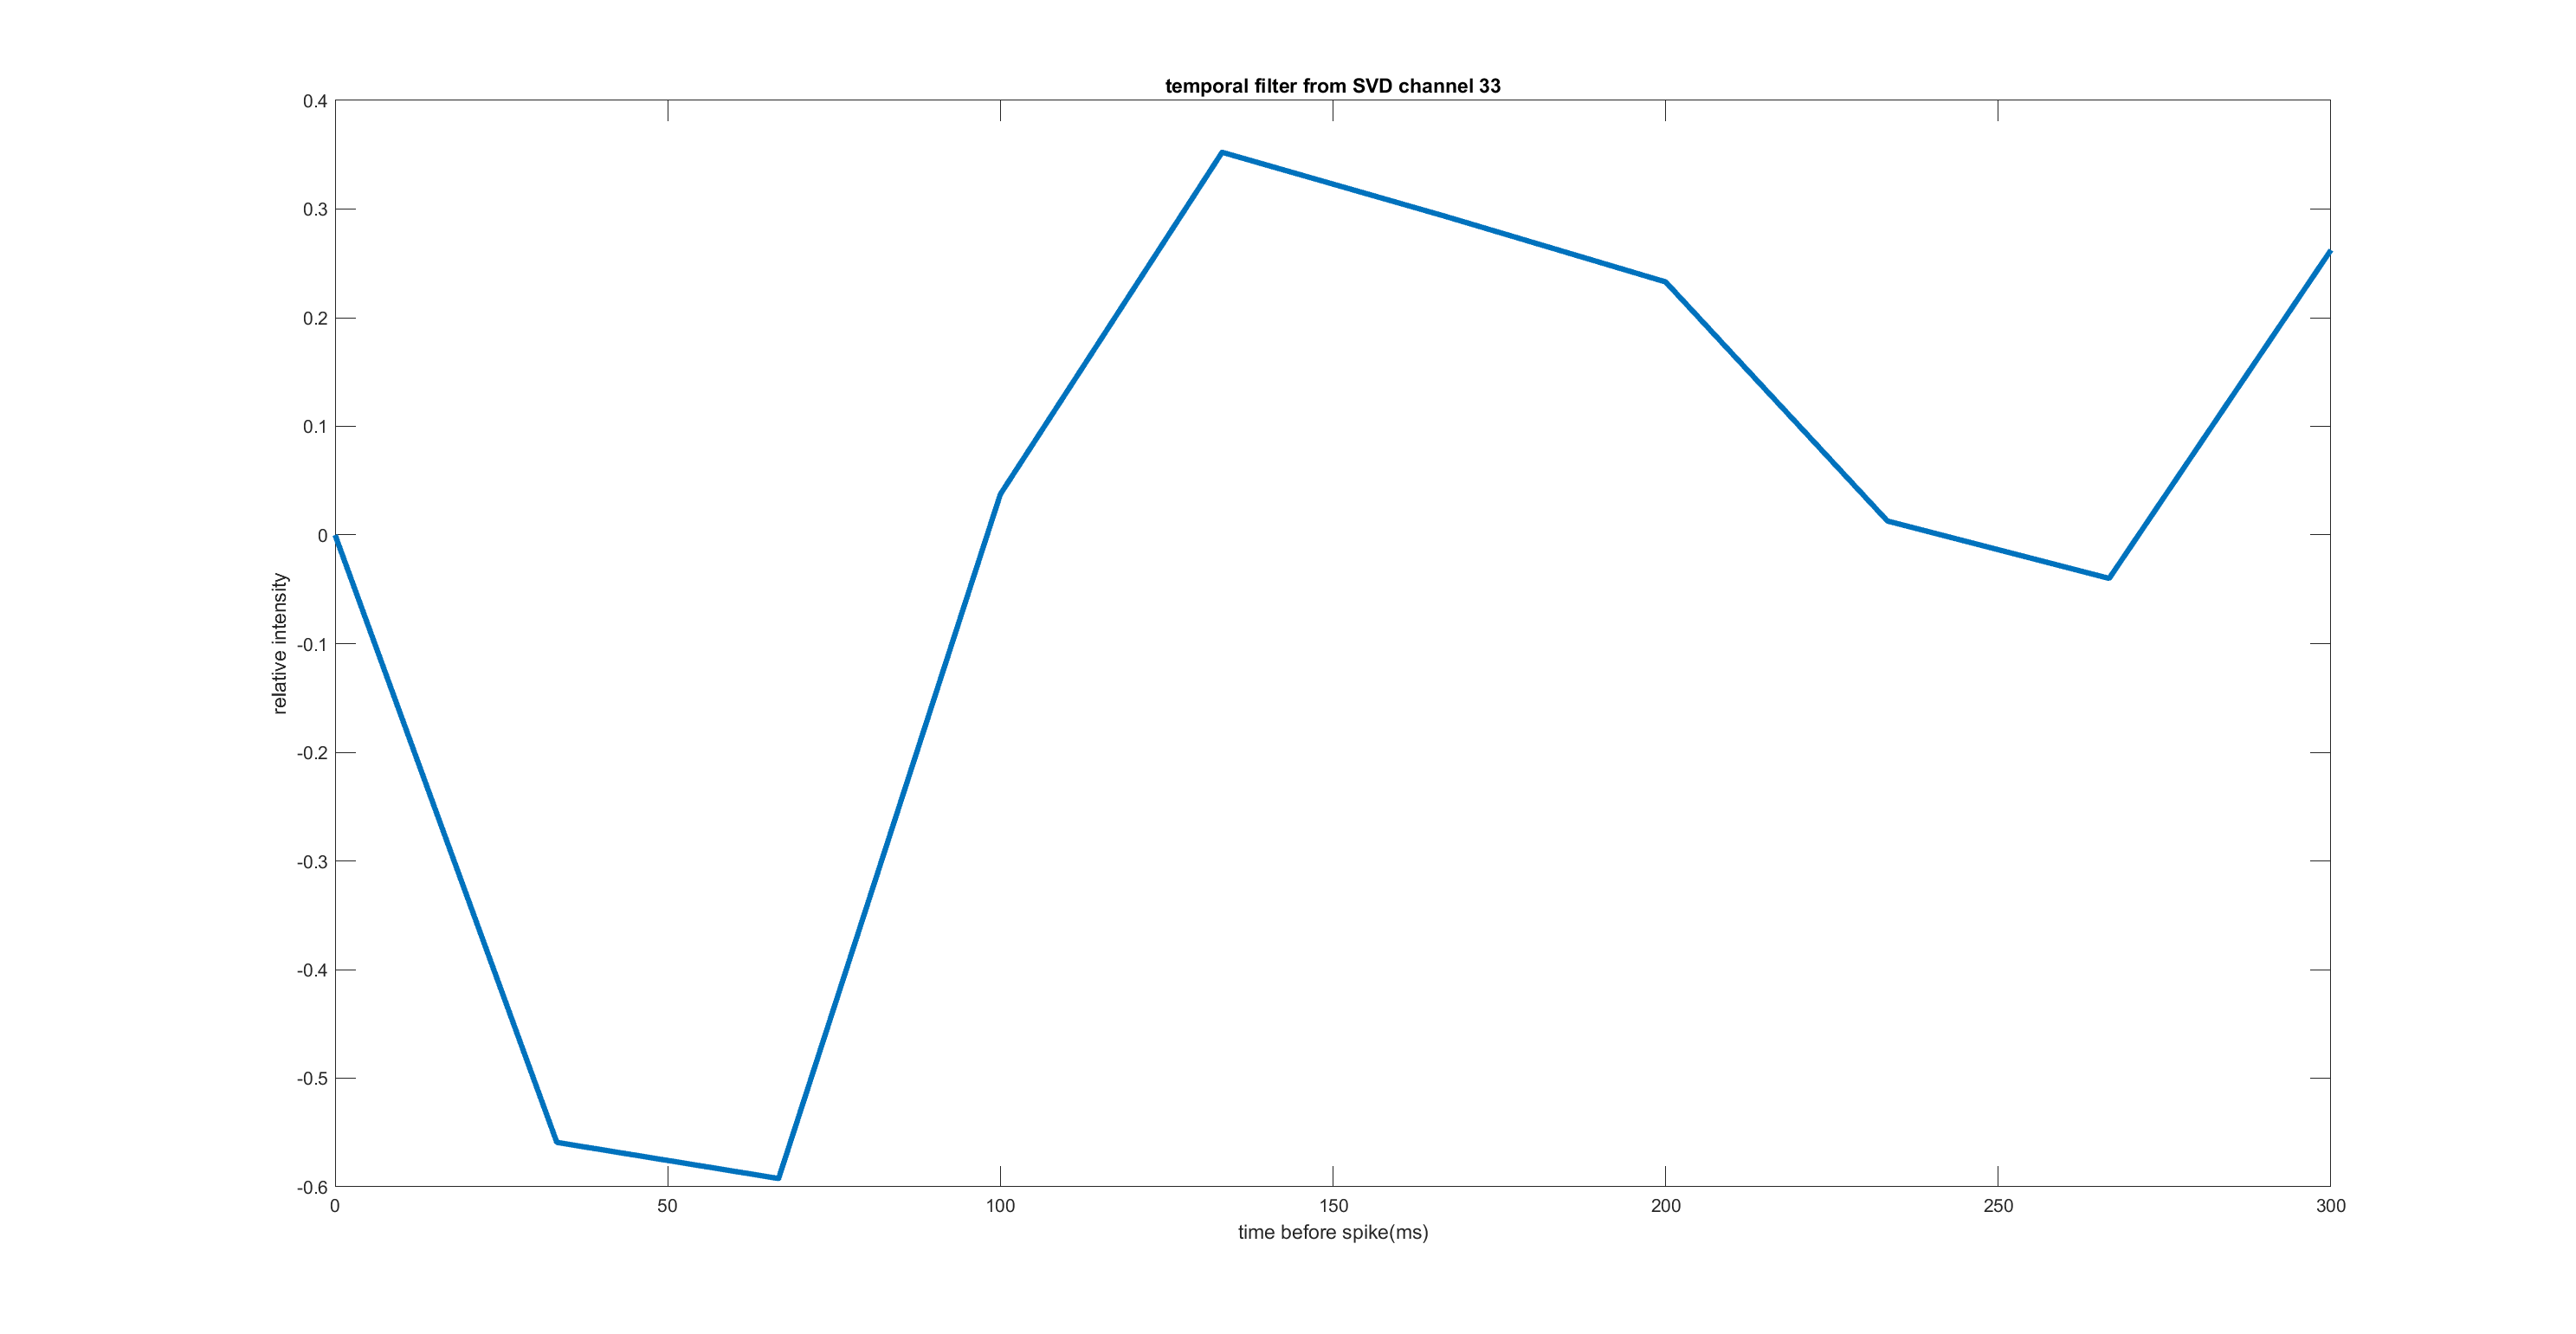 temporal filter from SVD channel 33
0.4
0.3
0.2
0.1
0
-0.1
-0.2
-0.3
-0.4
-0.5
-0.6
relative intensity
0 50 100 150 200 250 300
time before spike(ms)